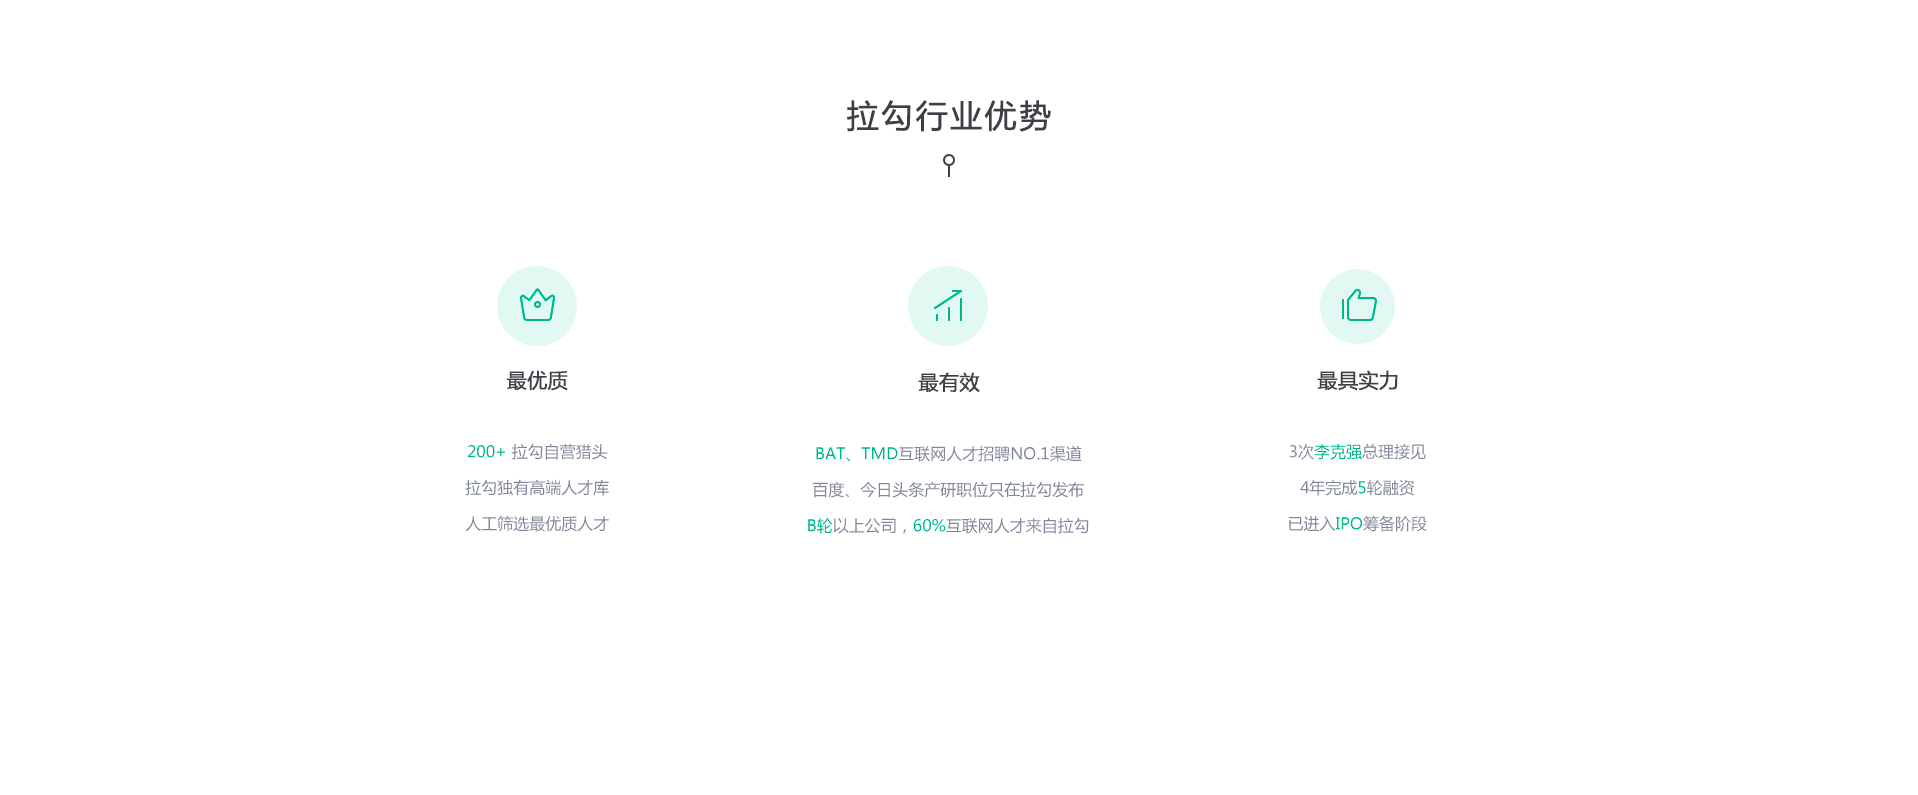 拉勾行业优势
最优质
200+ 拉勾自营猎头
拉勾独有高端人才库
人工筛选最优质人才
最有效
BAT、TMD互联网人才招聘NO.1渠道
百度、今日头条产研职位只在拉勾发布
B轮以上公司，60%互联网人才来自拉勾
最具实力
3次李克强总理接见
4年完成5轮融资
已进入IPO筹备阶段